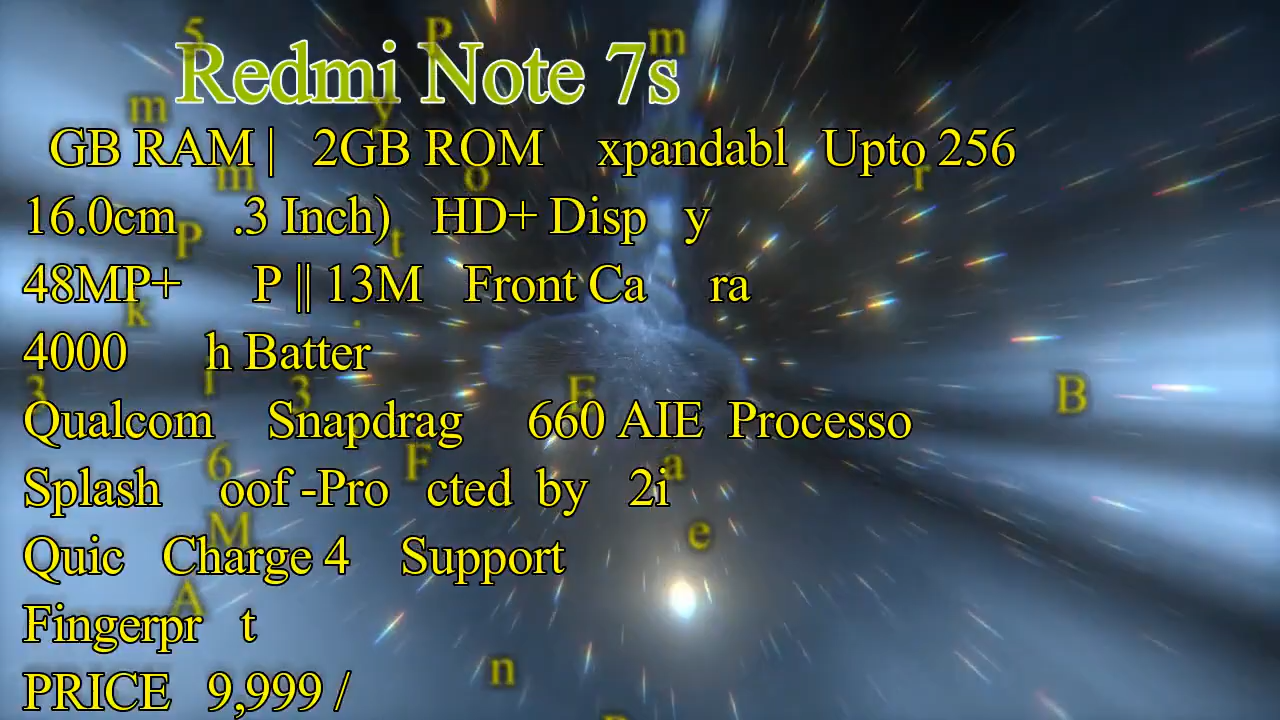 Redmi Note 7s
GB RAM | 2GB ROM xpandabl Upto 256
16.0cm .3 Inch) HD+ Disp y
48MP+ P || 13M Front Ca ra
4000 h Batter
Qualcom Snapdrag 660 AIE Processo
Splash oof -Pro cted by 2i
Quic Charge 4 Support
Fingerpr t
PRICE 9,999 /